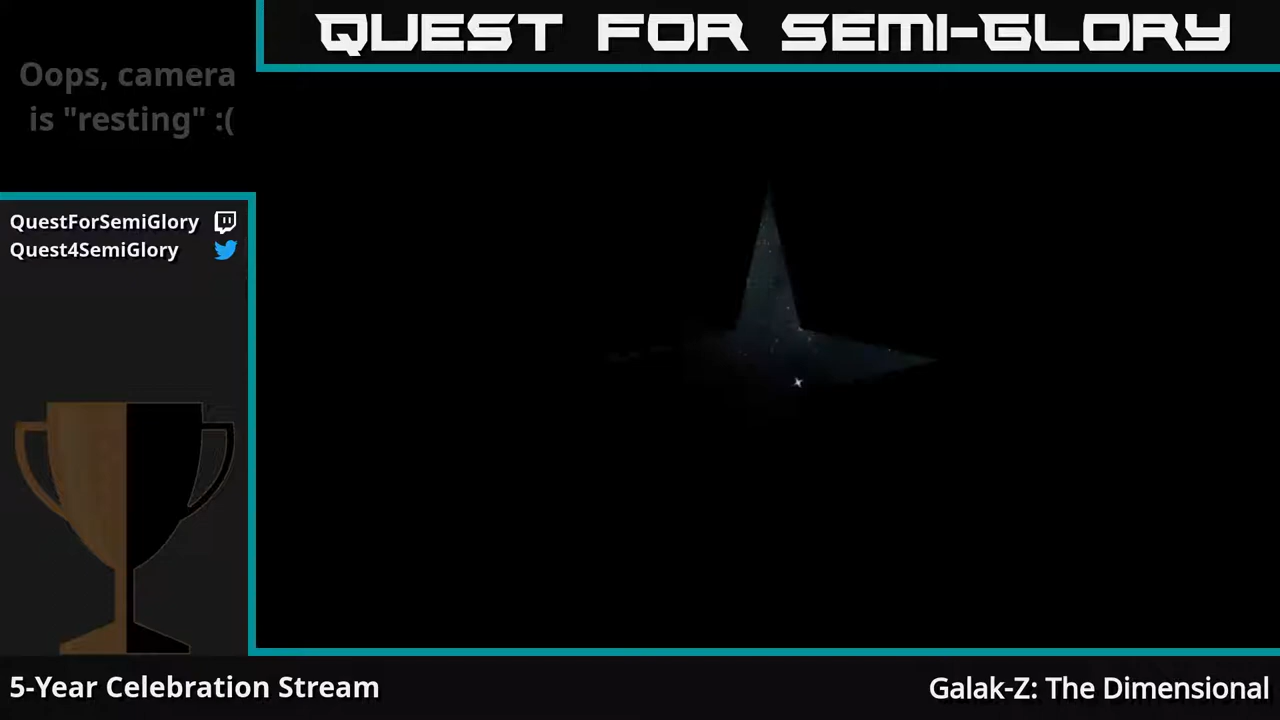 QUEST FOR SEMI-GLORY
Oops, camera
is "resting" :(
QuestForSemiGlory
Quest4SemiGlory
5-Year Celebration Stream
Galak-Z: The Dimensional